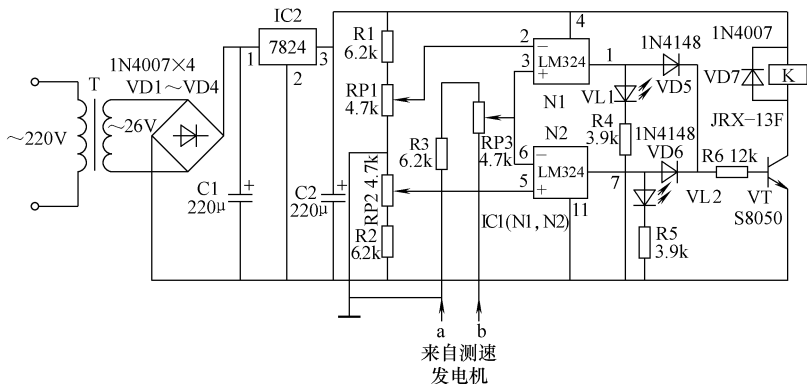 IC2
7824
1
3
2
1N4007×4
VD1～VD4
T
～220V
～26V
C1
220μ
C2
220μ
R1
6.2k
RP1
4.7k
RP2 4.7k
R2
6.2k
R3
6.2k
RP3
4.7k
2
3
LM324
1
4
N1
N2
6
5
LM324
7
11
IC1(N1, N2)
VL1
R4
3.9k
1N4148
VD5
1N4148
VD6
VL2
R5
3.9k
R6 12k
1N4007
VD7
K
JRX-13F
VT
S8050
a
b
来自测速
发电机